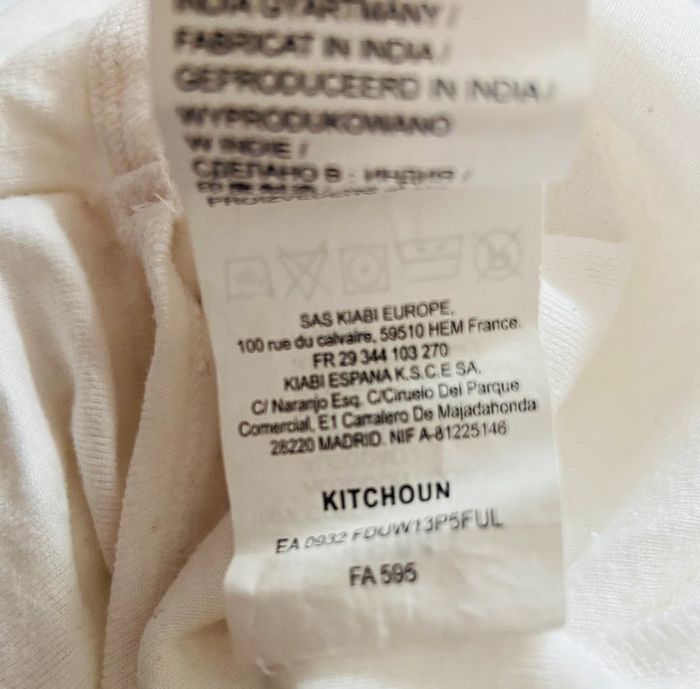 INDIA GYÁRTMÁNY /
FABRICAT IN INDIA /
GEPRODUCEERD IN INDIA /
WYPRODUKOWANO
W INDIE /
СДЕЛАНО В : ИНДИЯ /
SAS KIABI EUROPE,
100 rue du calvaire, 59510 HEM France.
FR 29 344 103 270
KIABI ESPANA K.S.C.E SA.
C/ Naranjo Esq. C/Ciruelo Del Parque
Comercial, E1 Carralero De Majadahonda
28220 MADRID. NIF A-81225146
KITCHOUN
EA 0932 FDUW13P5FUL
FA 595